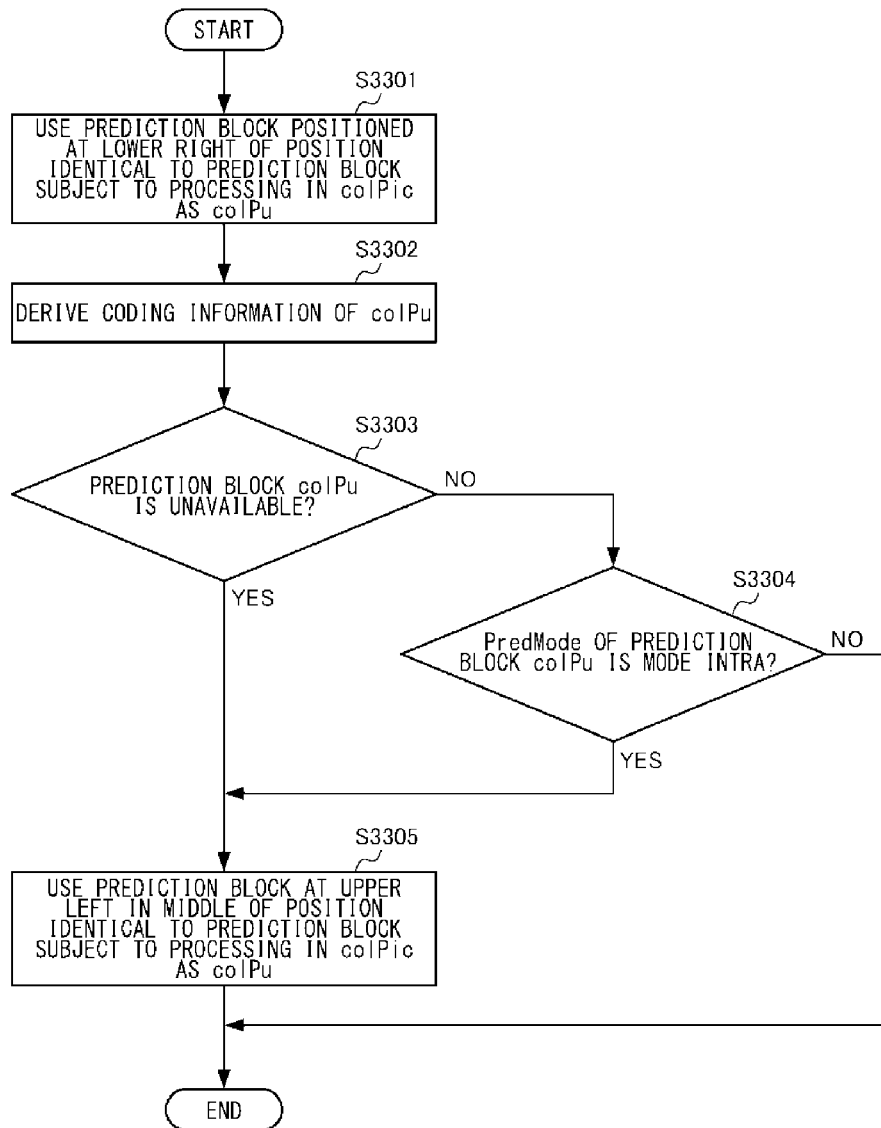 START
S3301
USE PREDICTION BLOCK POSITIONED
AT LOWER RIGHT OF POSITION
IDENTICAL TO PREDICTION BLOCK
SUBJECT TO PROCESSING IN colPic
AS colPu
S3302
DERIVE CODING INFORMATION OF colPu
S3303
PREDICTION BLOCK colPu
IS UNAVAILABLE?
NO
YES
S3304
PredMode OF PREDICTION
BLOCK colPu IS MODE INTRA?
NO
YES
S3305
USE PREDICTION BLOCK AT UPPER
LEFT IN MIDDLE OF POSITION
IDENTICAL TO PREDICTION BLOCK
SUBJECT TO PROCESSING IN colPic
AS colPu
END